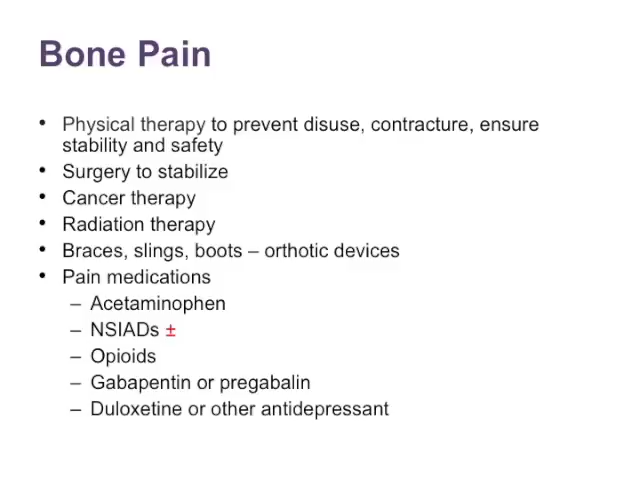 Bone Pain
• Physical therapy to prevent disuse, contracture, ensure
stability and safety
• Surgery to stabilize
• Cancer therapy
• Radiation therapy
• Braces, slings, boots – orthotic devices
• Pain medications
– Acetaminophen
– NSIADs ±
– Opioids
– Gabapentin or pregabalin
– Duloxetine or other antidepressant